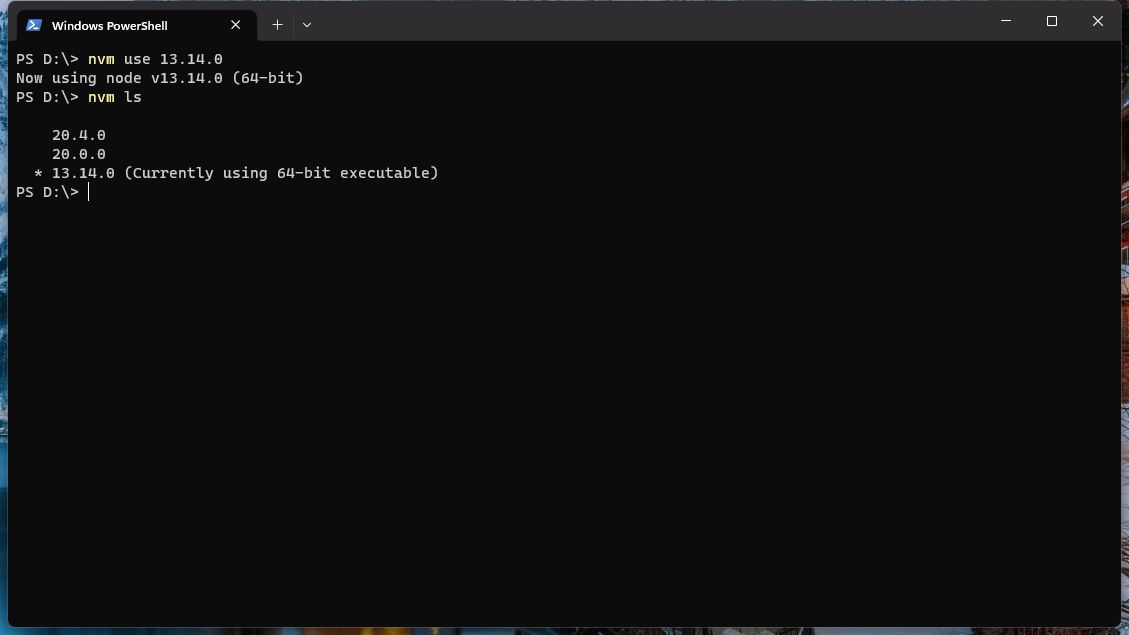 Windows PowerShell
PS D:\> nvm use 13.14.0
Now using node v13.14.0 (64-bit)
PS D:\> nvm ls
20.4.0
20.0.0
* 13.14.0 (Currently using 64-bit executable)
PS D:\>